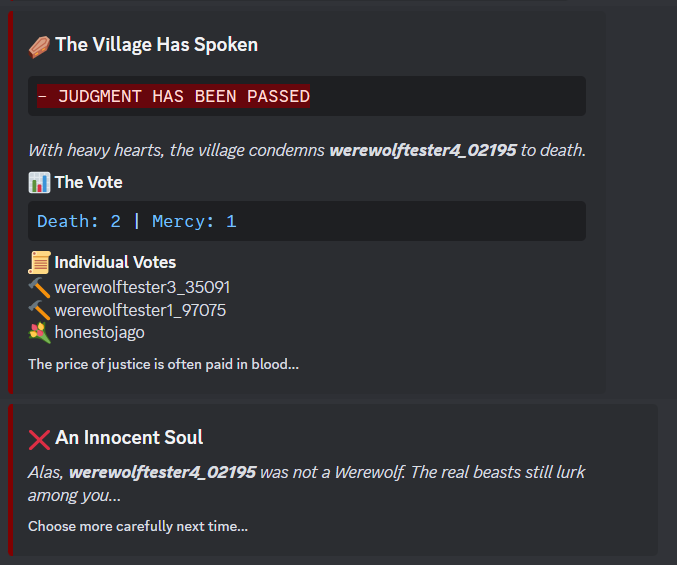 The Village Has Spoken
- JUDGMENT HAS BEEN PASSED
With heavy hearts, the village condemns werewolftester4_02195 to death.
The Vote
Death: 2 | Mercy: 1
Individual Votes
werewolftester3_35091
werewolftester1_97075
honestojago
The price of justice is often paid in blood...
An Innocent Soul
Alas, werewolftester4_02195 was not a Werewolf. The real beasts still lurk
among you...
Choose more carefully next time...